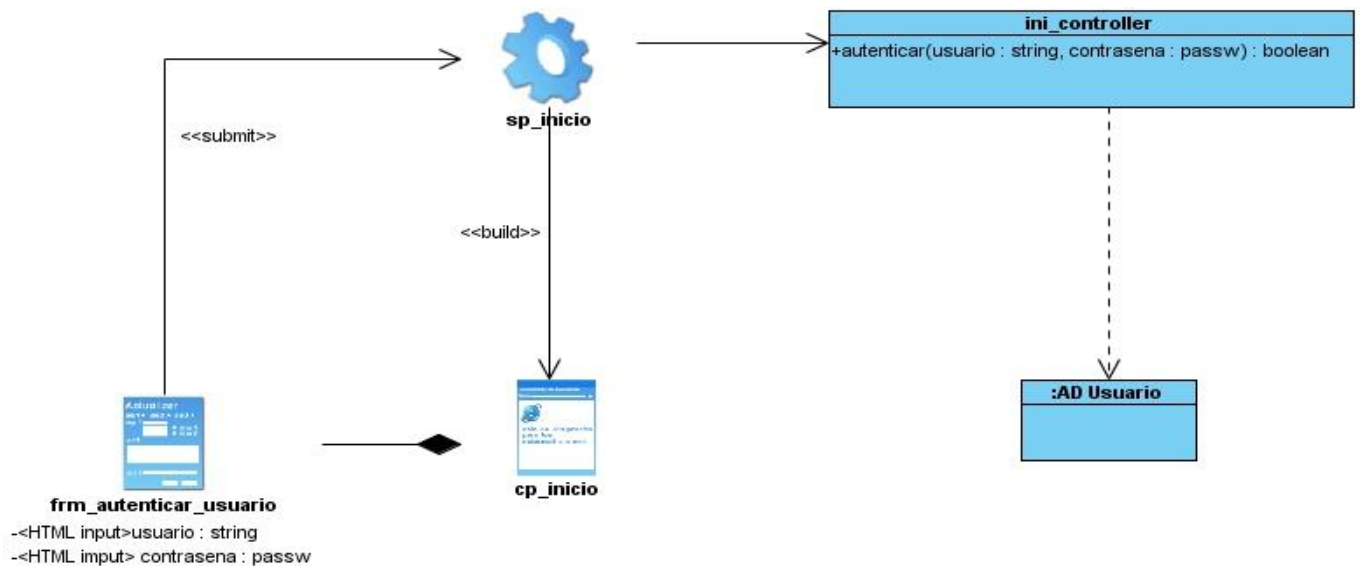 ini_controller
+autenticar(usuario : string, contrasena : passw) : boolean
sp_inicio
<<submit>>
<<build>>
:AD Usuario
Actualizar
cp_inicio
frm_autenticar_usuario
-<HTML input>usuario : string
-<HTML imput> contrasena : passw